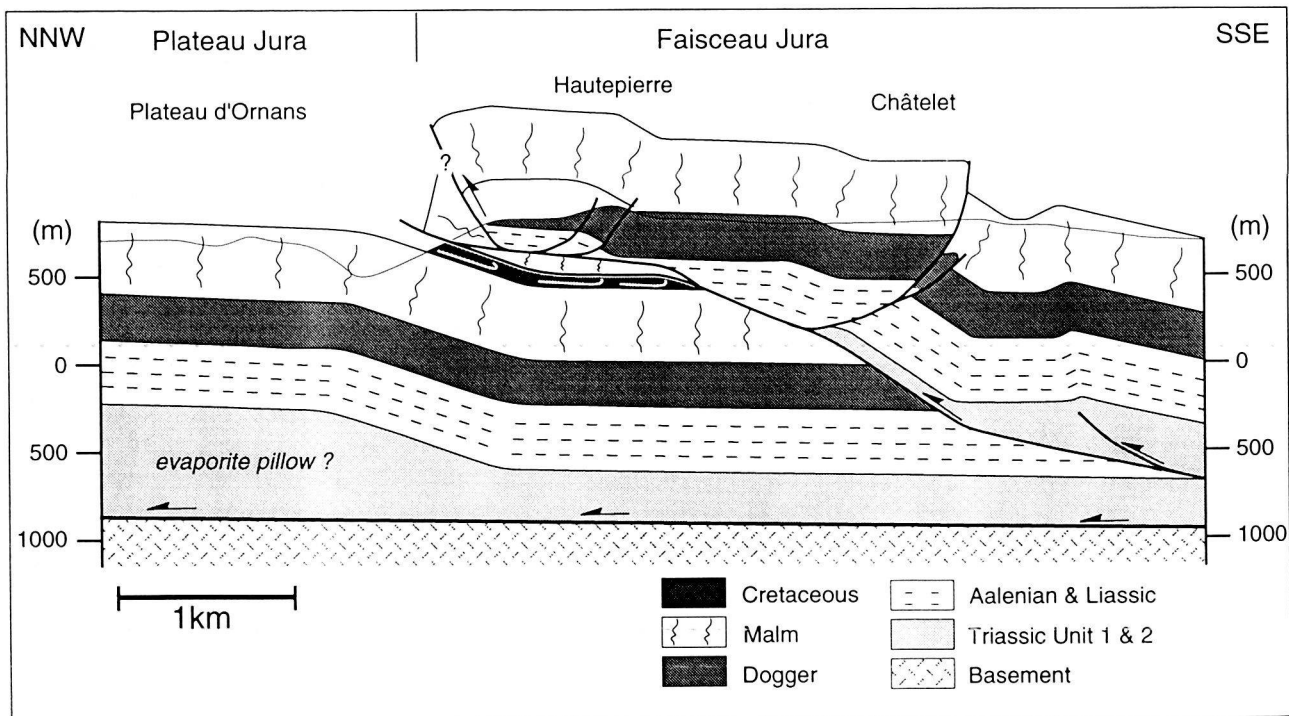 NNW
Plateau Jura
Faisceau Jura
SSE
Hautepierre
Plateau d'Ornans
Châtelet
?
(m)
(m)
500
500
0
0
evaporite pillow ?
500
500
1000
1000
1km
Cretaceous
Aalenian & Liassic
Malm
Triassic Unit 1 & 2
Dogger
Basement